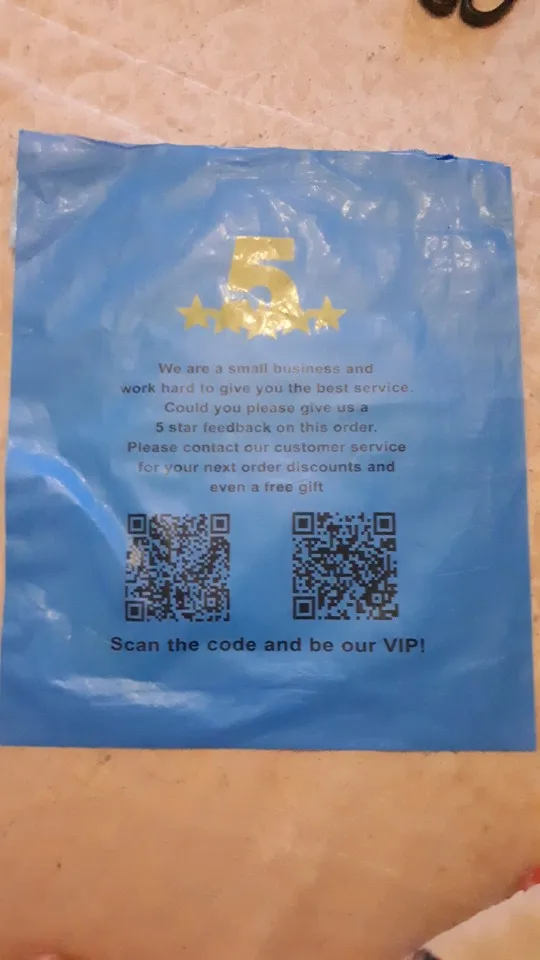 5
We are a small business and
work hard to give you the best service.
Could you please give us a
5 star feedback on this order.
Please contact our customer service
for your next order discounts and
even a free gift
Scan the code and be our VIP!